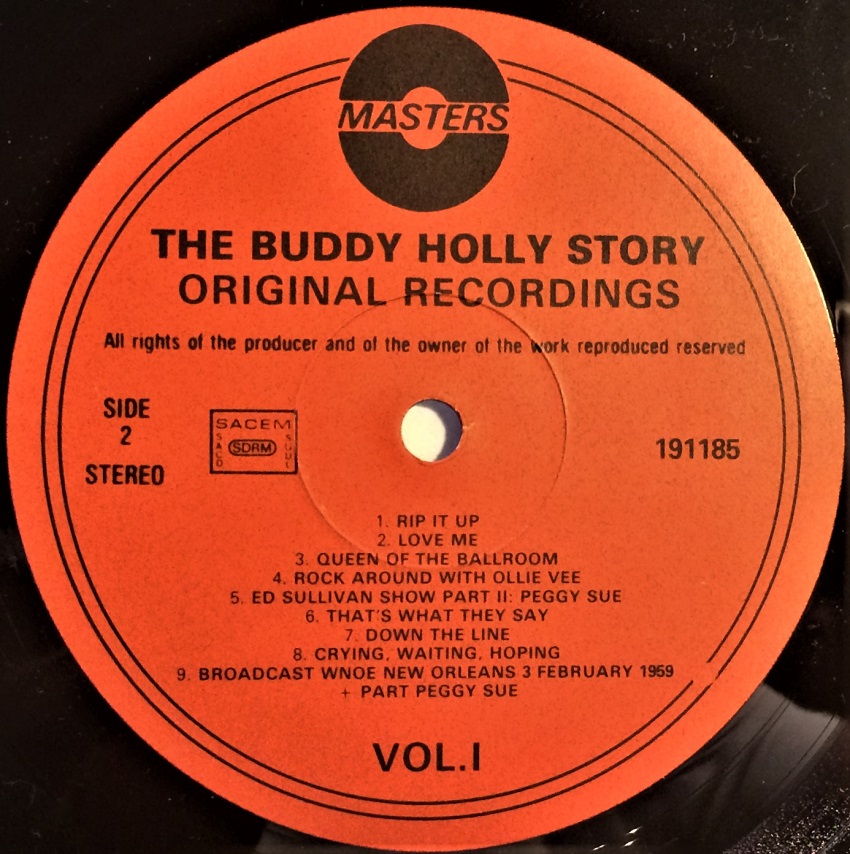 MASTERS
THE BUDDY HOLLY STORY
ORIGINAL RECORDINGS
All rights of the producer and of the owner of the work reproduced reserved
SIDE
2
STEREO
SACEM
SACD
SDRM
SGDL
191185
1. RIP IT UP
2. LOVE ME
3. QUEEN OF THE BALLROOM
4. ROCK AROUND WITH OLLIE VEE
5. ED SULLIVAN SHOW PART II: PEGGY SUE
6. THAT'S WHAT THEY SAY
7. DOWN THE LINE
8. CRYING, WAITING, HOPING
9. BROADCAST WNOE NEW ORLEANS 3 FEBRUARY 1959
+ PART PEGGY SUE
VOL.I